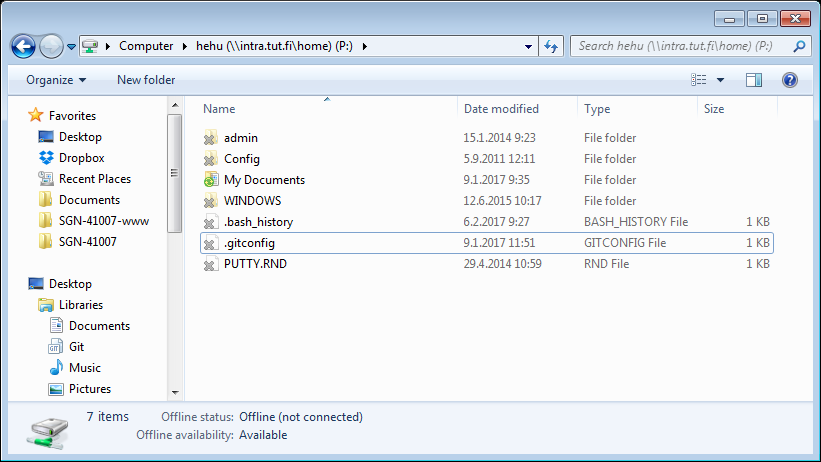 Computer hehu (\\intra.tut.fi\home) (P:) Search hehu (\\intra.tut.fi\home) (P:)
Organize New folder
Favorites
Desktop
Dropbox
Recent Places
Documents
SGN-41007-www
SGN-41007
Desktop
Libraries
Documents
Git
Music
Pictures
Name Date modified Type Size
admin 15.1.2014 9:23 File folder
Config 5.9.2011 12:11 File folder
My Documents 9.1.2017 9:35 File folder
WINDOWS 12.6.2015 10:17 File folder
.bash_history 6.2.2017 9:27 BASH_HISTORY File 1 KB
.gitconfig 9.1.2017 11:51 GITCONFIG File 1 KB
PUTTY.RND 29.4.2014 10:59 RND File 1 KB
7 items Offline status: Offline (not connected)
Offline availability: Available